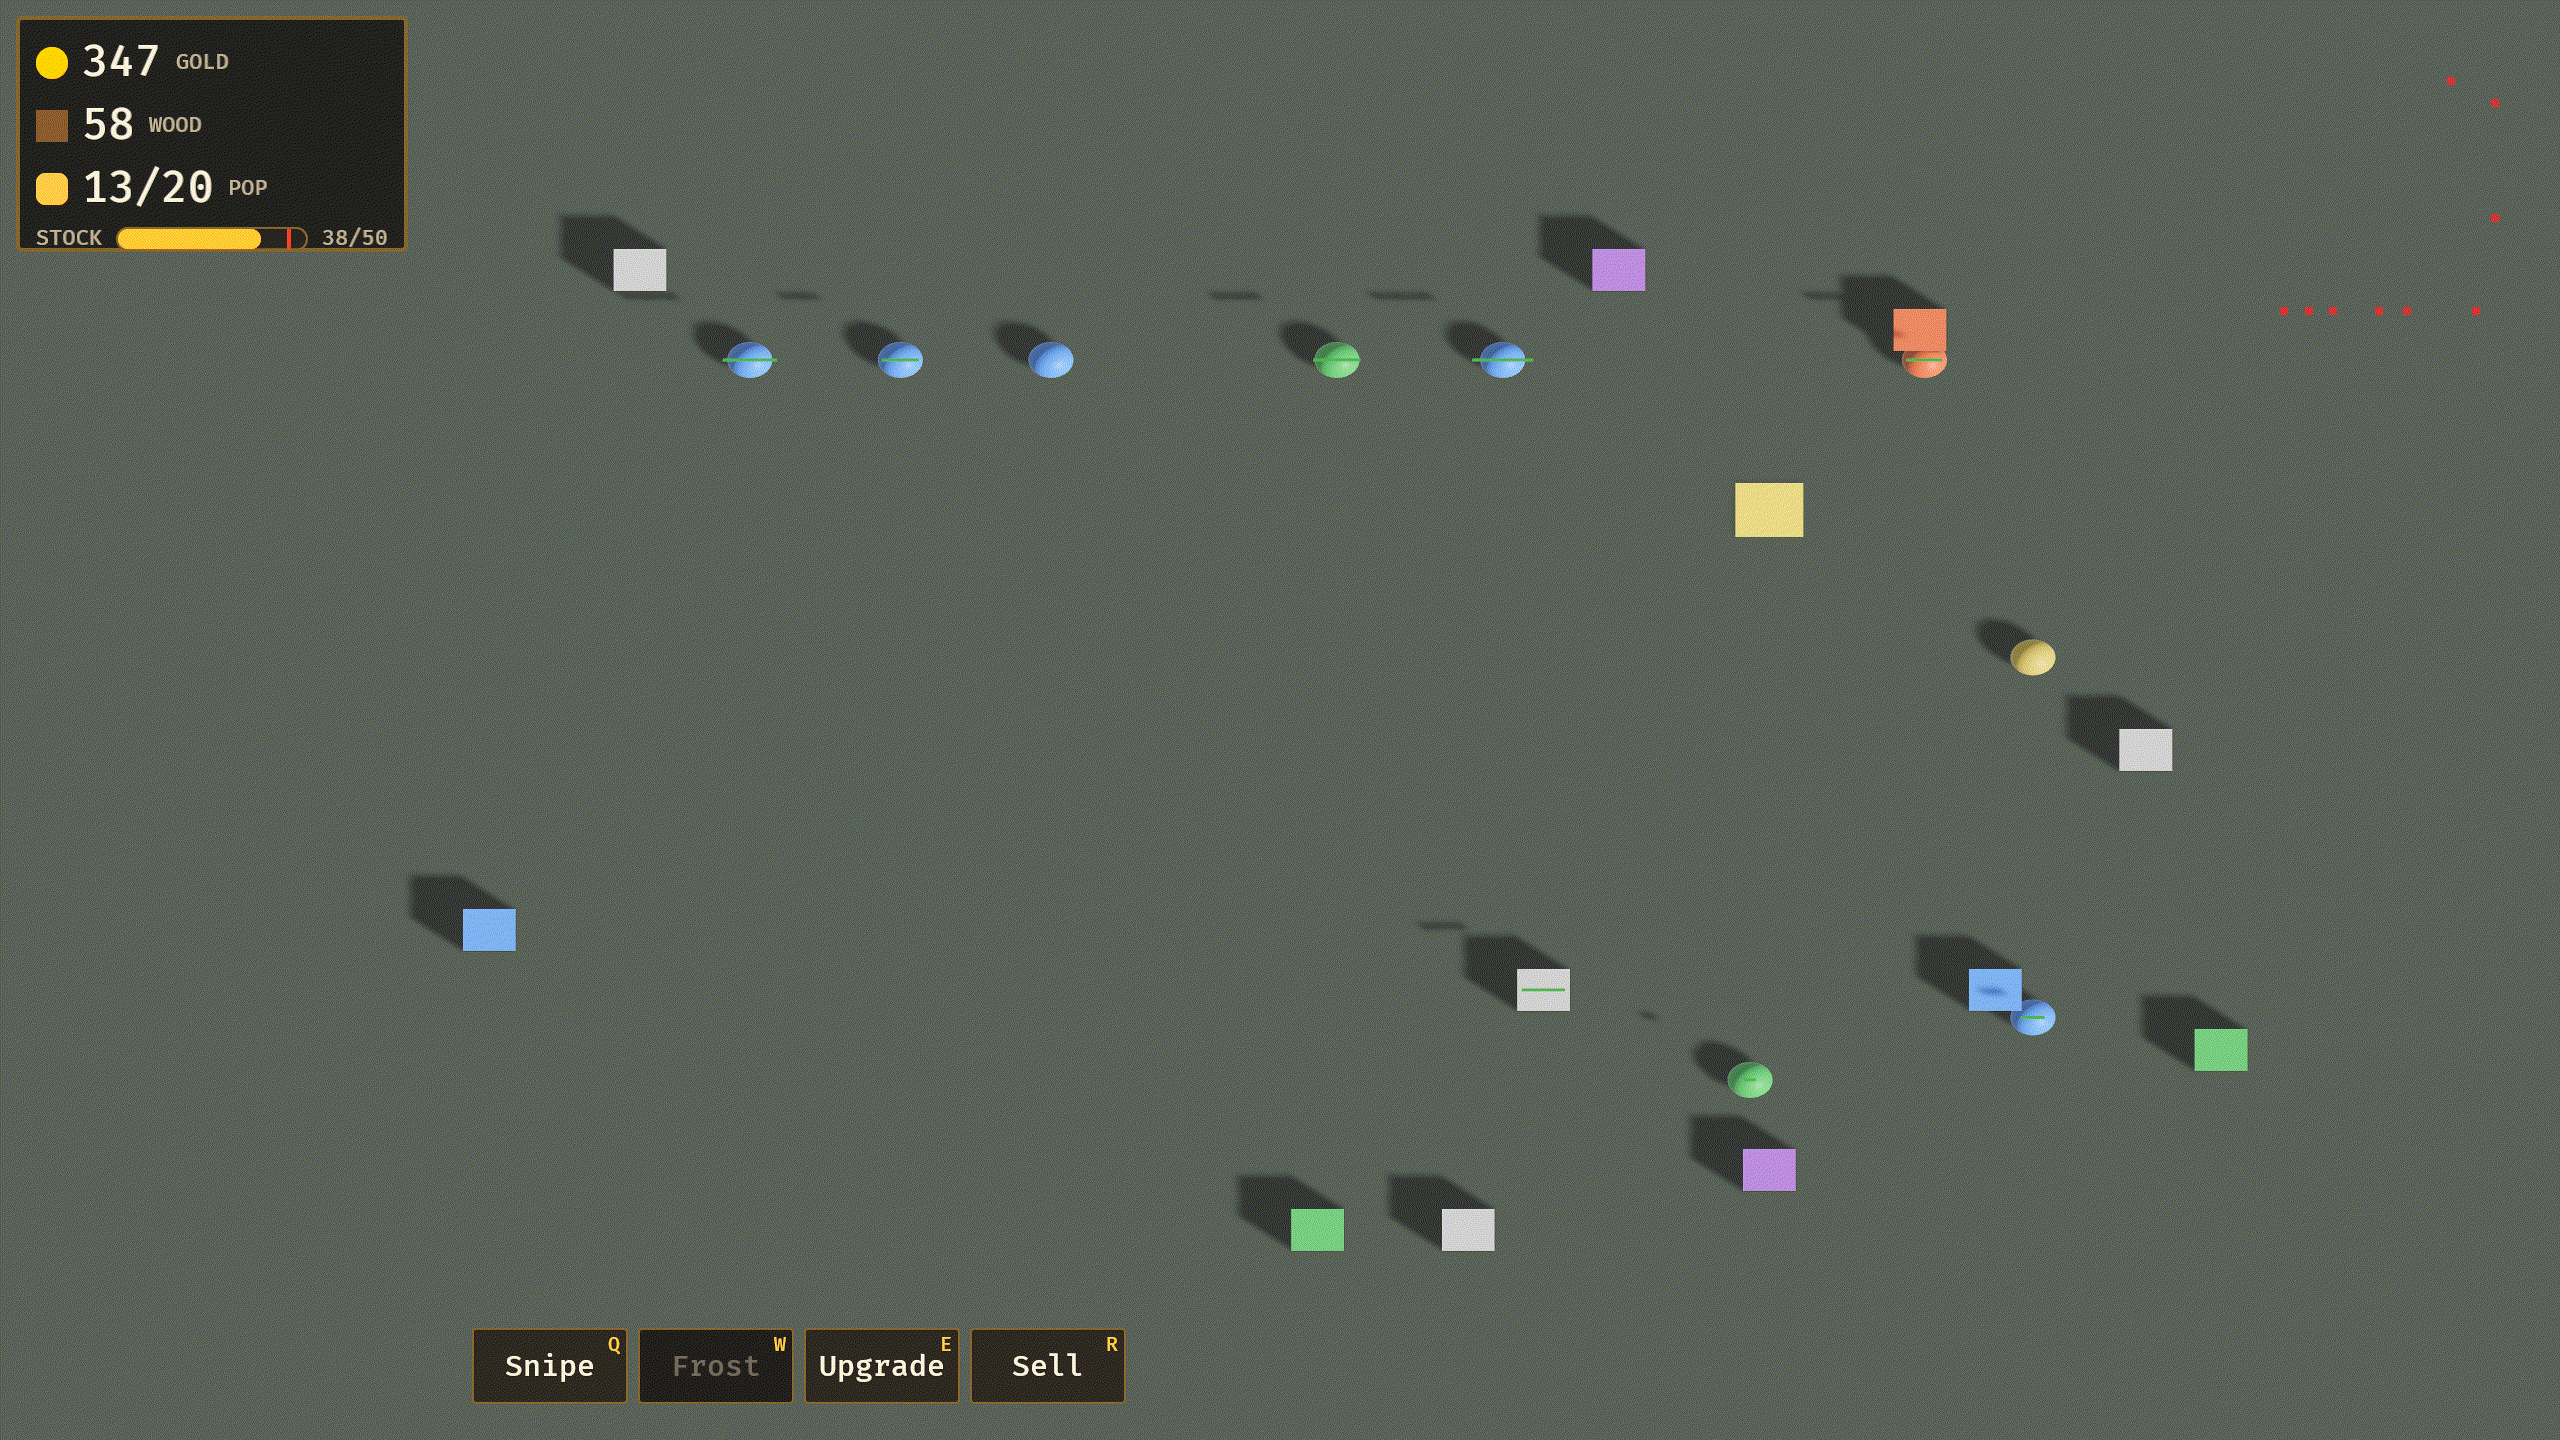 347 GOLD
58 WOOD
13/20 POP
STOCK 38/50
Snipe Q
Frost W
Upgrade E
Sell R